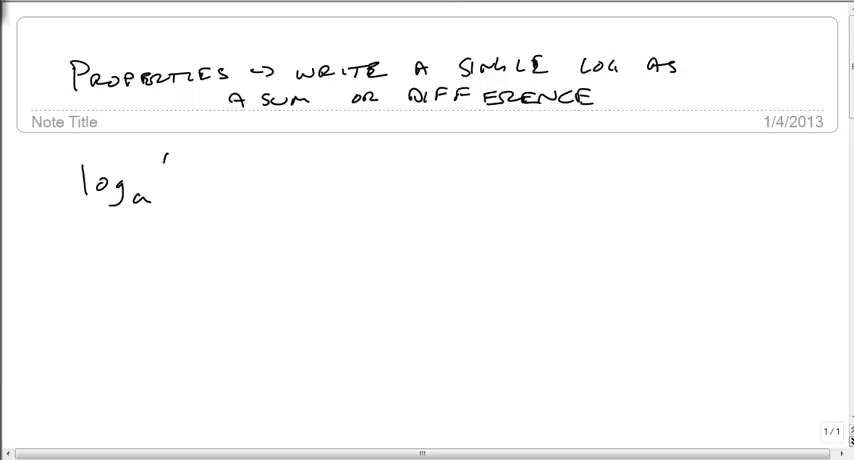 PROPERTIES → WRITE A SINGLE LOG AS
A SUM OR DIFFERENCE
Note Title 1/4/2013
log a
1 / 1